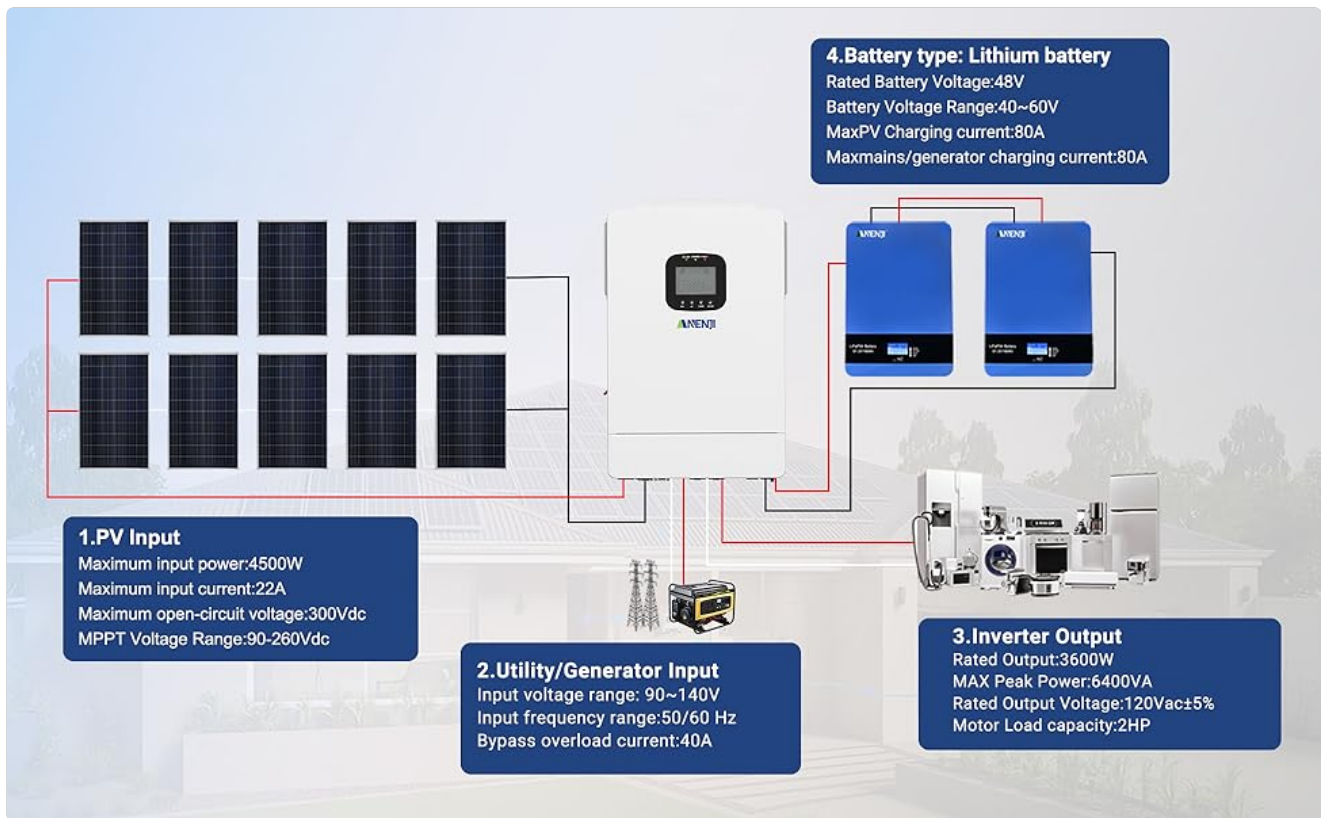 4.Battery type: Lithium battery
Rated Battery Voltage:48V
Battery Voltage Range:40~60V
MaxPV Charging current:80A
Maxmains/generator charging current:80A
ANENJI
ANENJI
ANENJI
1.PV Input
Maximum input power:4500W
Maximum input current:22A
Maximum open-circuit voltage:300Vdc
MPPT Voltage Range:90-260Vdc
2.Utility/Generator Input
Input voltage range: 90~140V
Input frequency range:50/60 Hz
Bypass overload current:40A
3.Inverter Output
Rated Output:3600W
MAX Peak Power:6400VA
Rated Output Voltage:120Vac±5%
Motor Load capacity:2HP